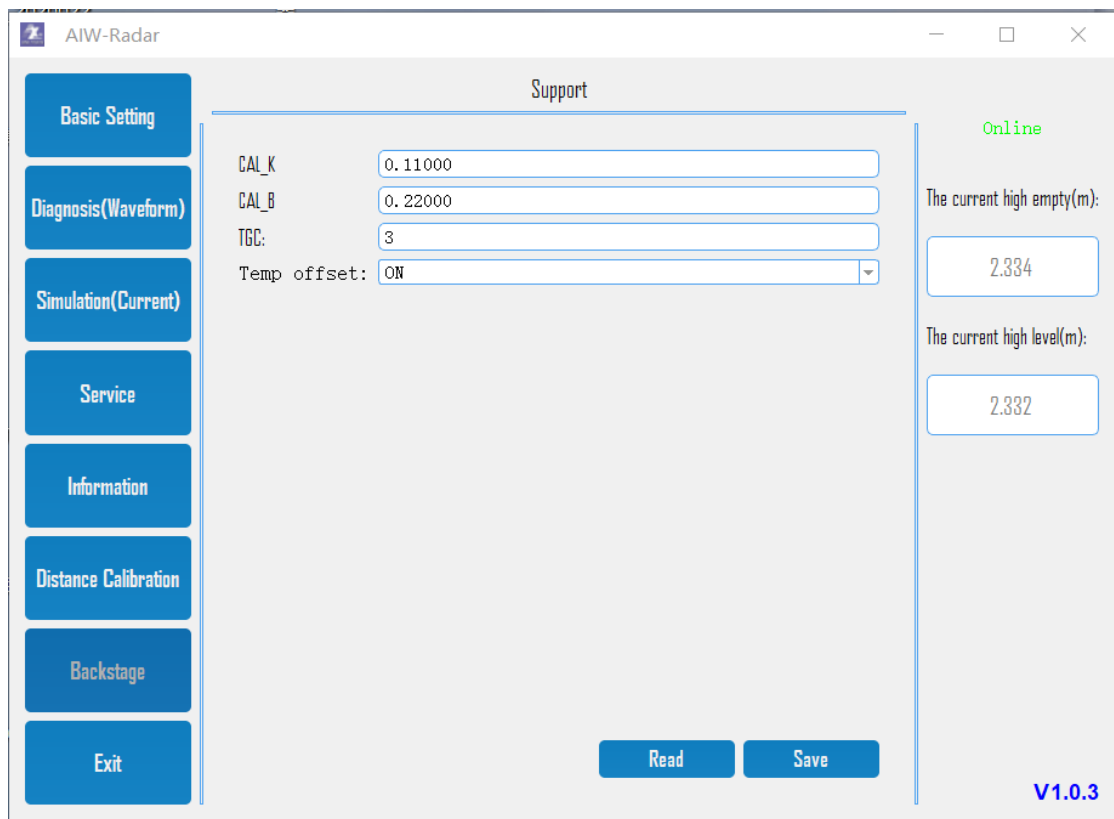 AIW-Radar
Basic Setting
Diagnosis(Waveform)
Simulation(Current)
Service
Information
Distance Calibration
Backstage
Exit
Support
CAL_K
0.11000
CAL_B
0.22000
TGC:
3
Temp offset:
ON
Read
Save
Online
The current high empty(m):
2.334
The current high level(m):
2.332
V1.0.3